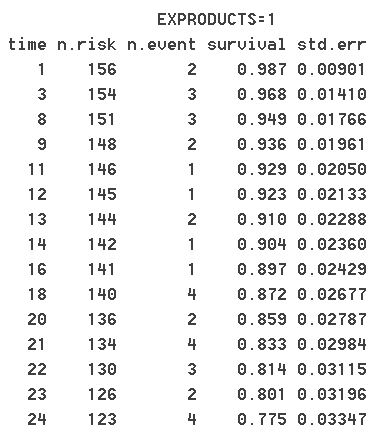 EXPRODUCTS=1
time n.risk n.event survival std.err
1 156 2 0.987 0.00901
3 154 3 0.968 0.01410
8 151 3 0.949 0.01766
9 148 2 0.936 0.01961
11 146 1 0.929 0.02050
12 145 1 0.923 0.02133
13 144 2 0.910 0.02288
14 142 1 0.904 0.02360
16 141 1 0.897 0.02429
18 140 4 0.872 0.02677
20 136 2 0.859 0.02787
21 134 4 0.833 0.02984
22 130 3 0.814 0.03115
23 126 2 0.801 0.03196
24 123 4 0.775 0.03347